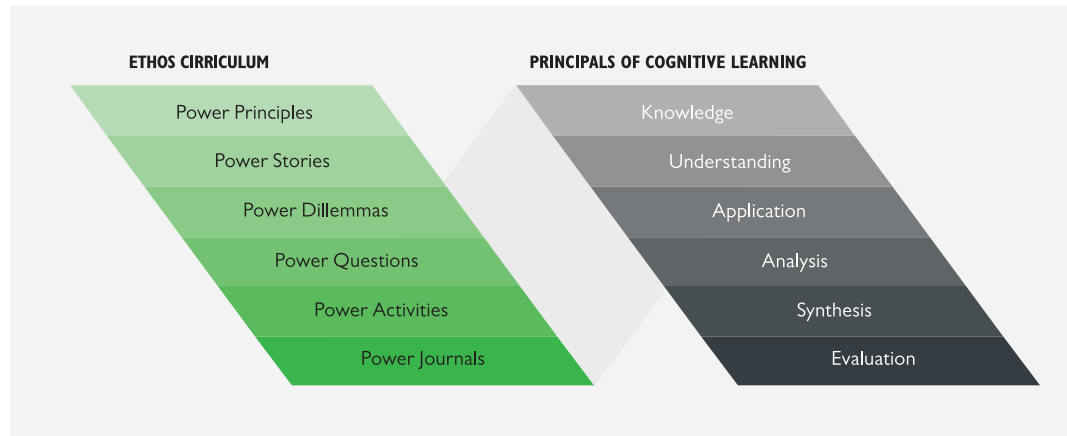 ETHOS CIRRICULUM
Power Principles
Power Stories
Power Dillemmas
Power Questions
Power Activities
Power Journals
PRINCIPALS OF COGNITIVE LEARNING
Knowledge
Understanding
Application
Analysis
Synthesis
Evaluation